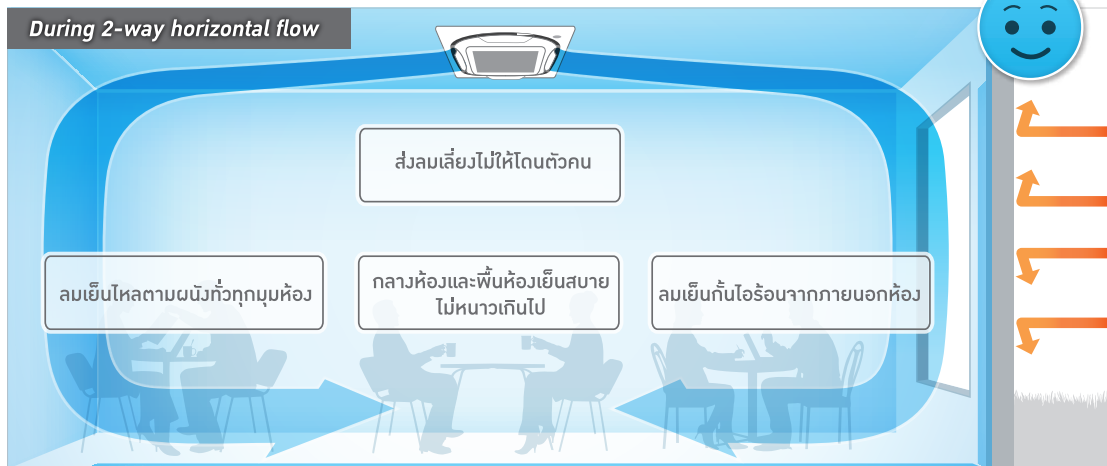 During 2-way horizontal flow
ส่งลมเลี่ยงไม่ให้โดนตัวคน
ลมเย็นไหลตามผนังทั่วทุกมุมห้อง
กลางห้องและพื้นห้องเย็นสบาย
ไม่หนาวเกินไป
ลมเย็นกั้นไอร้อนจากภายนอกห้อง